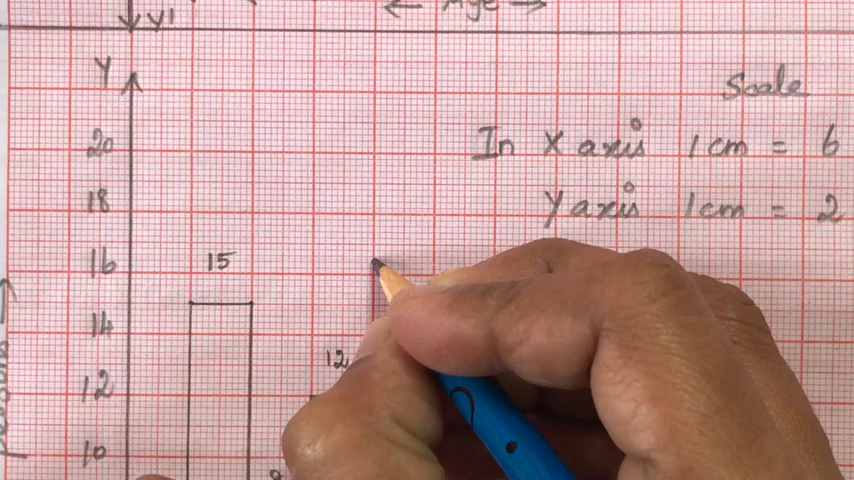 Y'
← Age →
Y
Scale
20
In X axis 1cm = 6
18
Y axis 1cm = 2
16
15
14
12
12
10